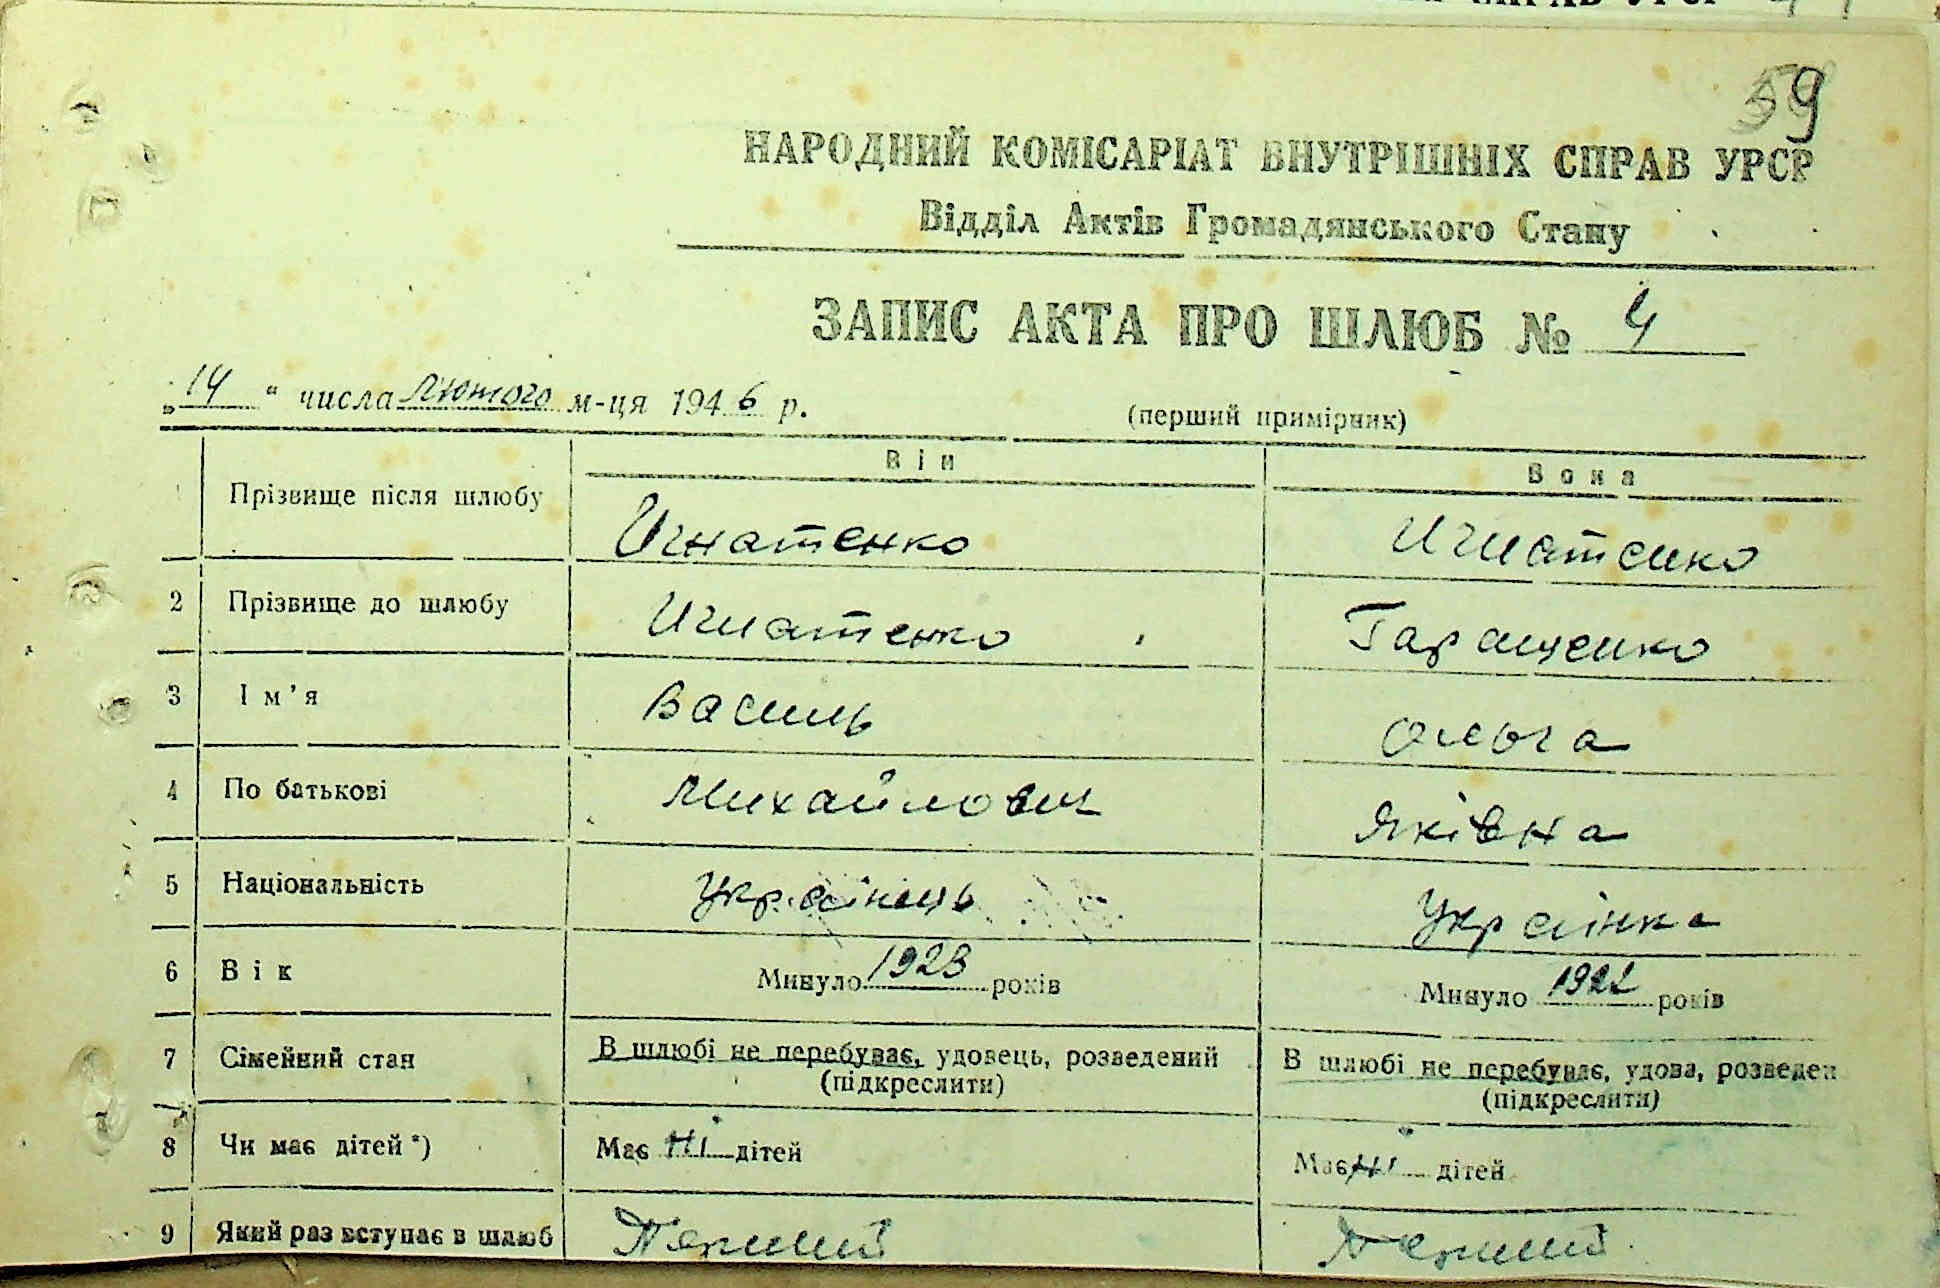 59
НАРОДНИЙ КОМІСАРІАТ ВНУТРІШНІХ СПРАВ УРСР
Відділ Актів Громадянського Стану
ЗАПИС АКТА ПРО ШЛЮБ № 4
„14“ числа лютого м-ця 1946 р. (перший примірник)
Він Вона
Прізвище після шлюбу Игнатенко Игнатенко
2 Прізвище до шлюбу Игнатенко Гаращенко
3 Ім'я Василь Ольга
4 По батькові Михайлович Яківна
5 Національність Українець Українка
6 Вік Минуло 1923 років Минуло 1922 років
7 Сімейний стан В шлюбі не перебуває, удовець, розведений В шлюбі не перебуває, удова, розведен
(підкреслити) (підкреслити)
8 Чи має дітей *) Має ні дітей Має ні дітей
9 Який раз вступає в шлюб Перший Перший